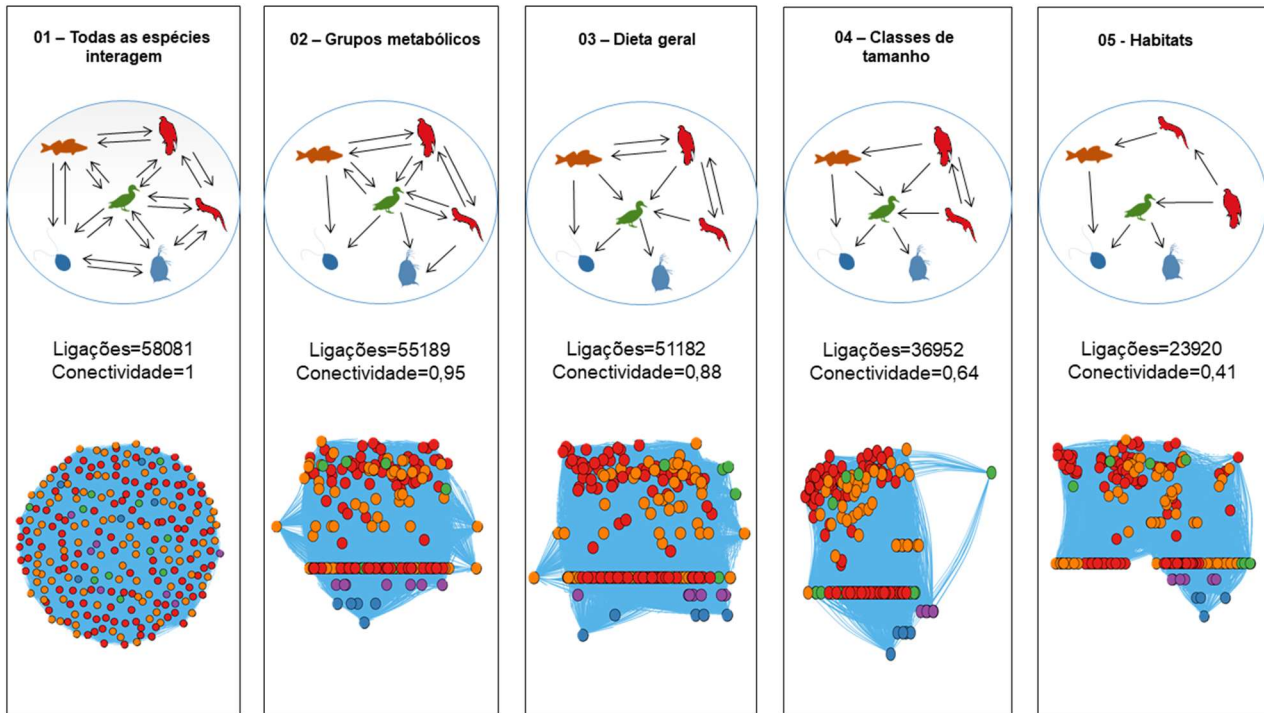 01 – Todas as espécies
interagem
Ligações=58081
Conectividade=1
02 – Grupos metabólicos
Ligações=55189
Conectividade=0,95
03 – Dieta geral
Ligações=51182
Conectividade=0,88
04 – Classes de
tamanho
Ligações=36952
Conectividade=0,64
05 - Habitats
Ligações=23920
Conectividade=0,41